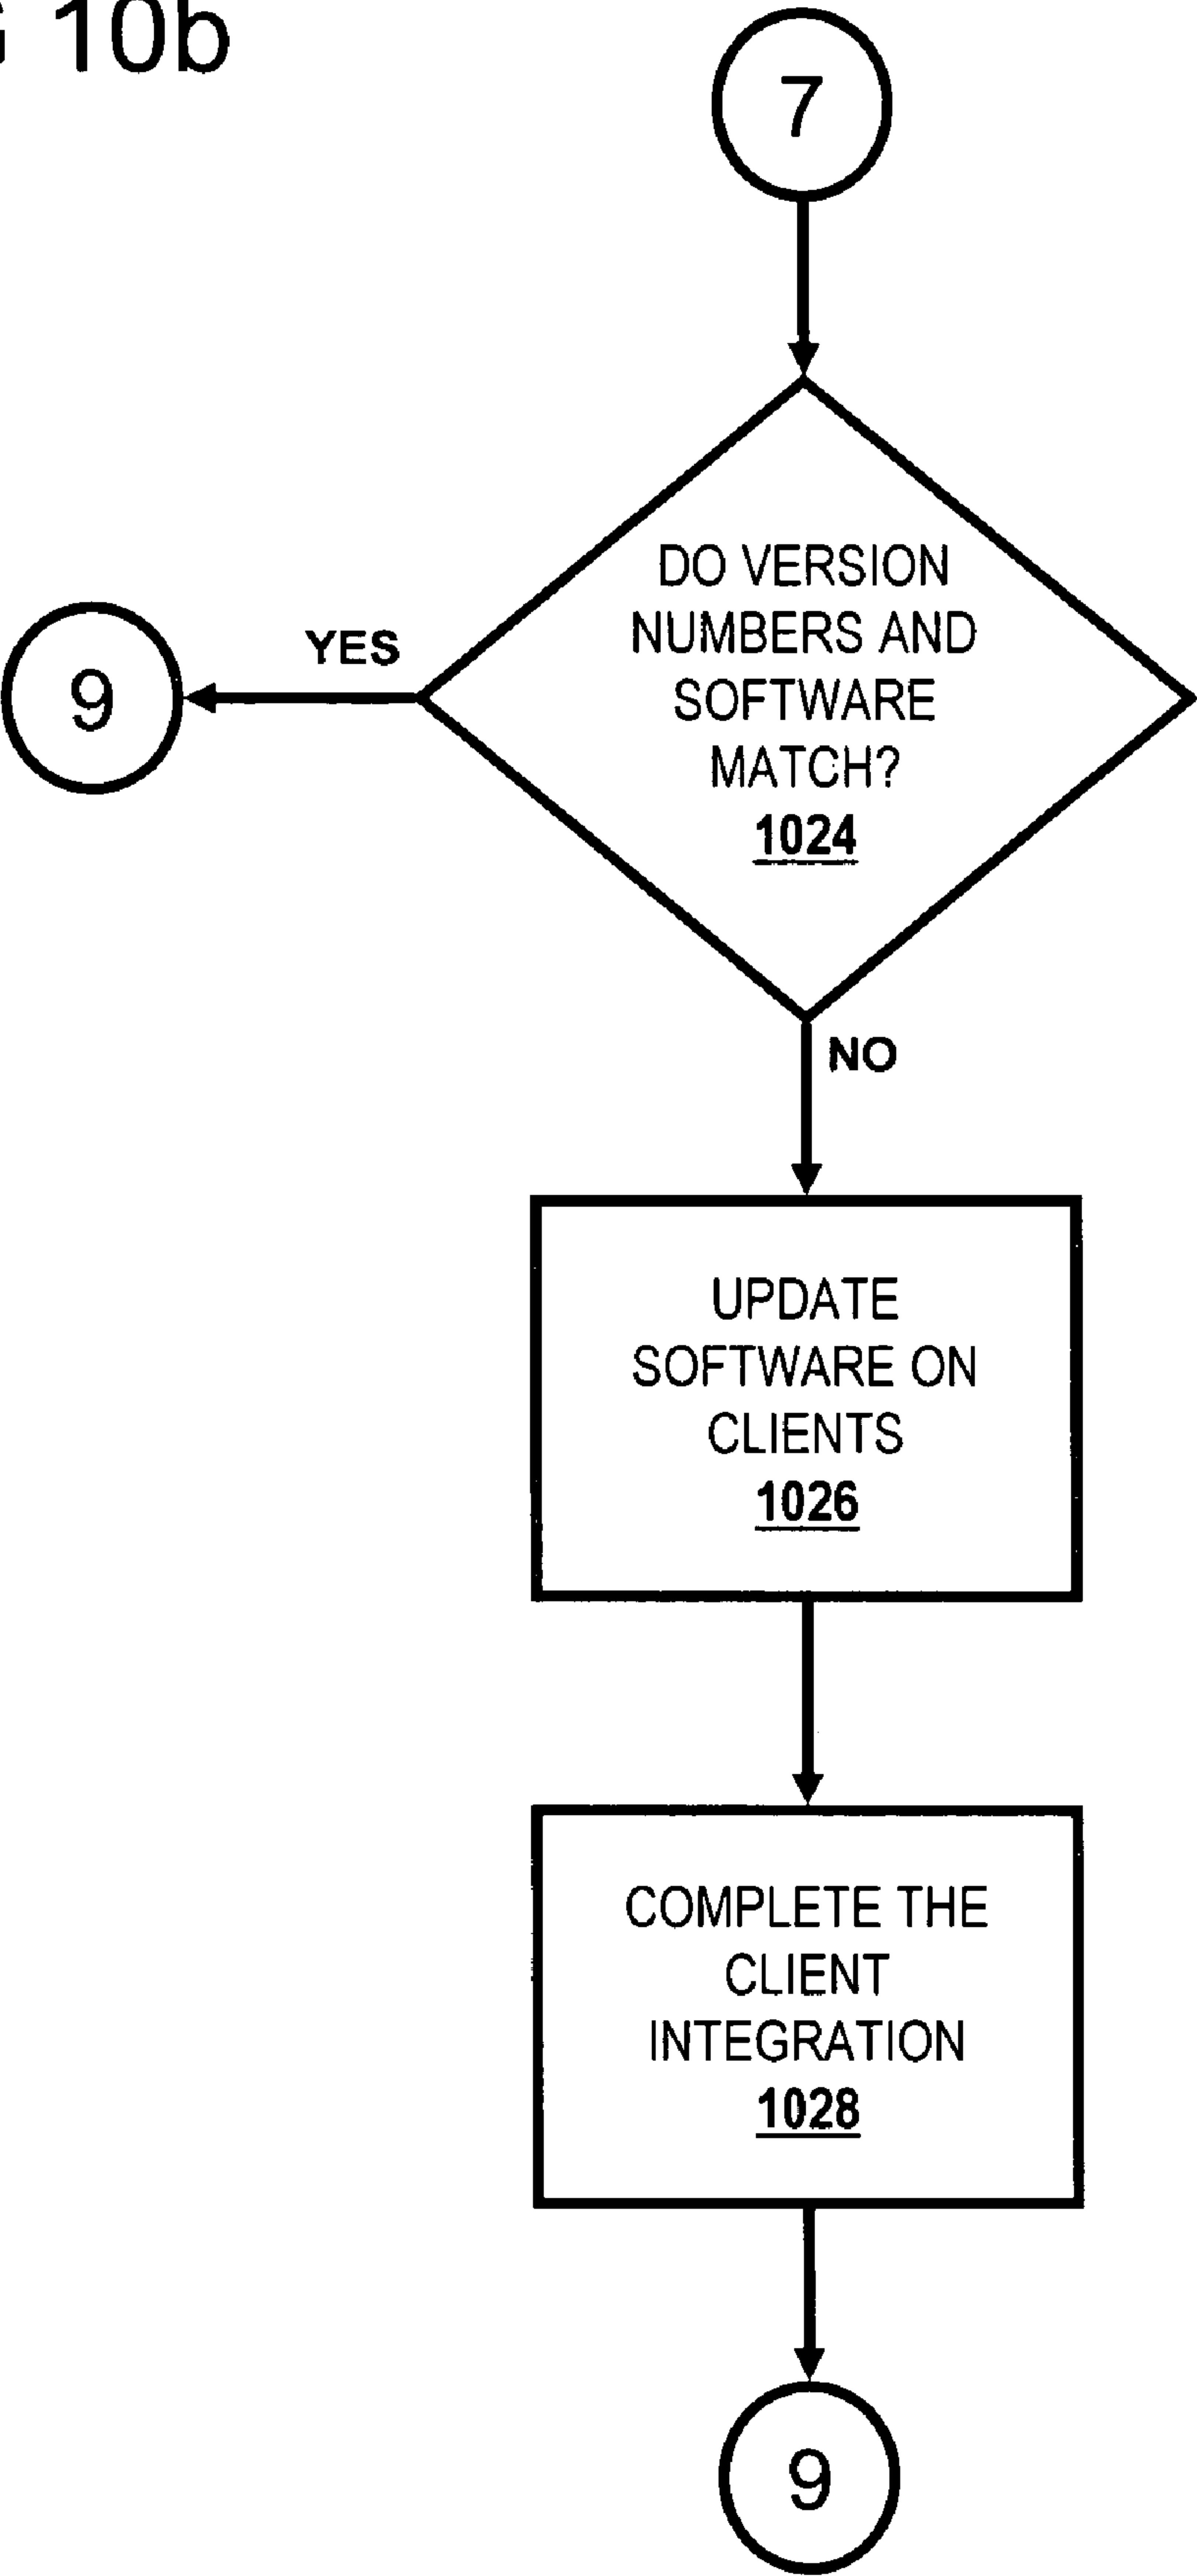 10b
7
DO VERSION
NUMBERS AND
SOFTWARE
MATCH?
1024
YES
9
NO
UPDATE
SOFTWARE ON
CLIENTS
1026
COMPLETE THE
CLIENT
INTEGRATION
1028
9